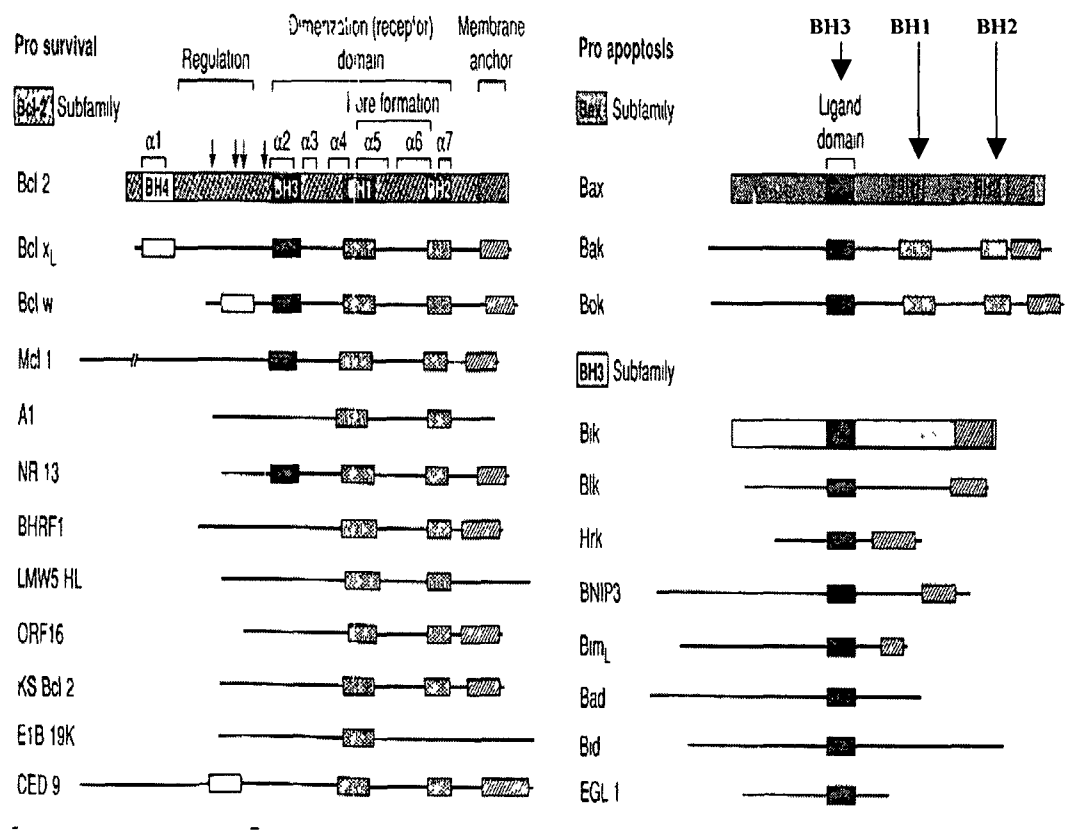 Pro survival
Regulation
Dimerization (receptor)
domain
Membrane
anchor
Bcl-2 Subfamily
Pore formation
α1 α2 α3 α4 α5 α6 α7
Bcl 2
BH4 BH3 BH1 BH2
Bcl xL
Bcl w
Mcl 1
A1
NR 13
BHRF1
LMW5 HL
ORF16
KS Bcl 2
E1B 19K
CED 9
BH3 BH1 BH2
Pro apoptosis
Bax Subfamily
Ligand
domain
Bax
Bak
Bok
BH3 Subfamily
Bik
Blk
Hrk
BNIP3
BimL
Bad
Bid
EGL 1